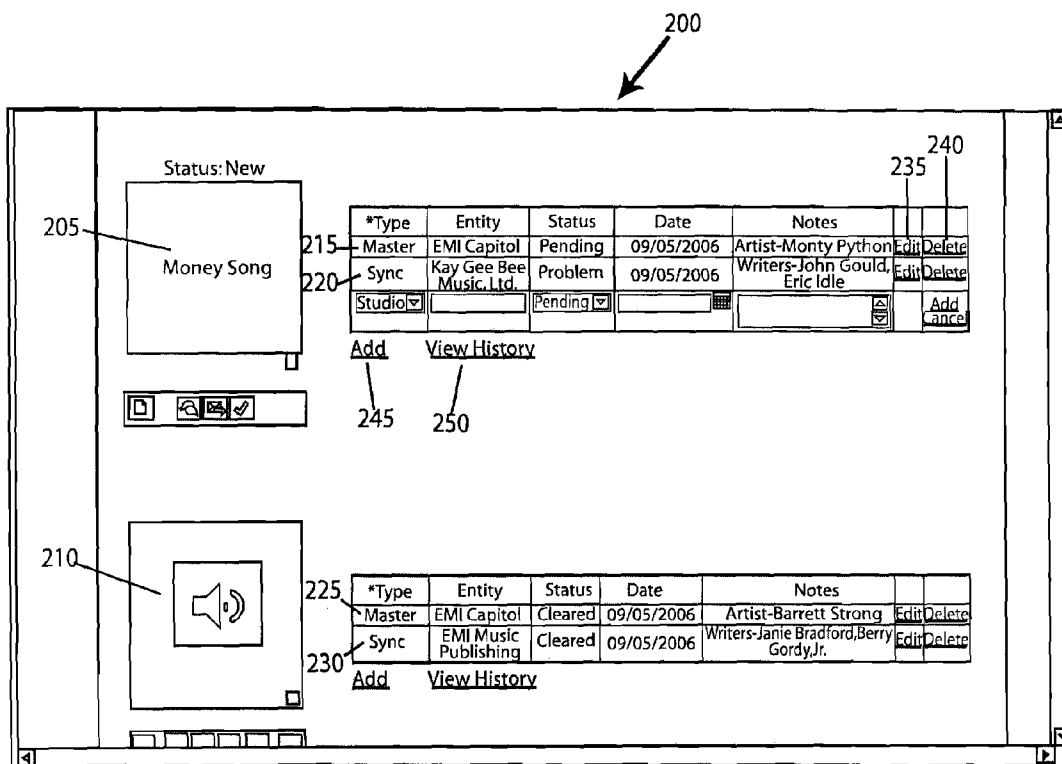 200
Status: New
205
Money Song
235
240
*Type Entity Status Date Notes
215 Master EMI Capitol Pending 09/05/2006 Artist-Monty Python Edit Delete
220 Sync Kay Gee Bee Music, Ltd. Problem 09/05/2006 Writers-John Gould, Eric Idle Edit Delete
Studio Pending Add Cancel
Add View History
245 250
210
*Type Entity Status Date Notes
225 Master EMI Capitol Cleared 09/05/2006 Artist-Barrett Strong Edit Delete
230 Sync EMI Music Publishing Cleared 09/05/2006 Writers-Janie Bradford,Berry Gordy,Jr. Edit Delete
Add View History